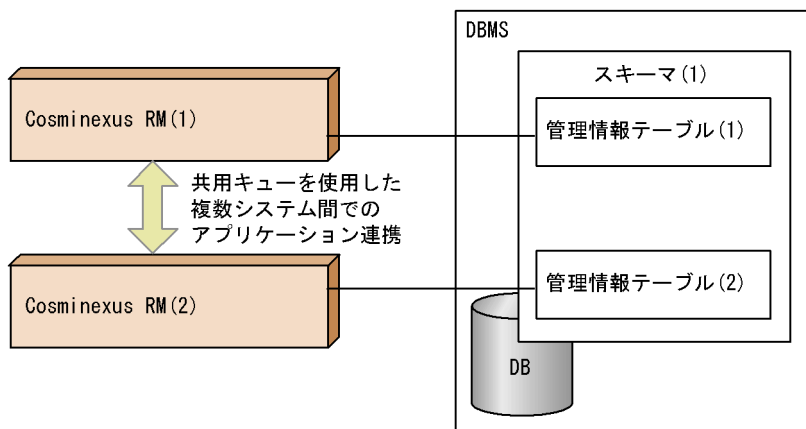 DBMS
スキーマ(1)
Cosminexus RM(1)
管理情報テーブル(1)
共用キューを使用した
複数システム間での
アプリケーション連携
Cosminexus RM(2)
管理情報テーブル(2)
DB